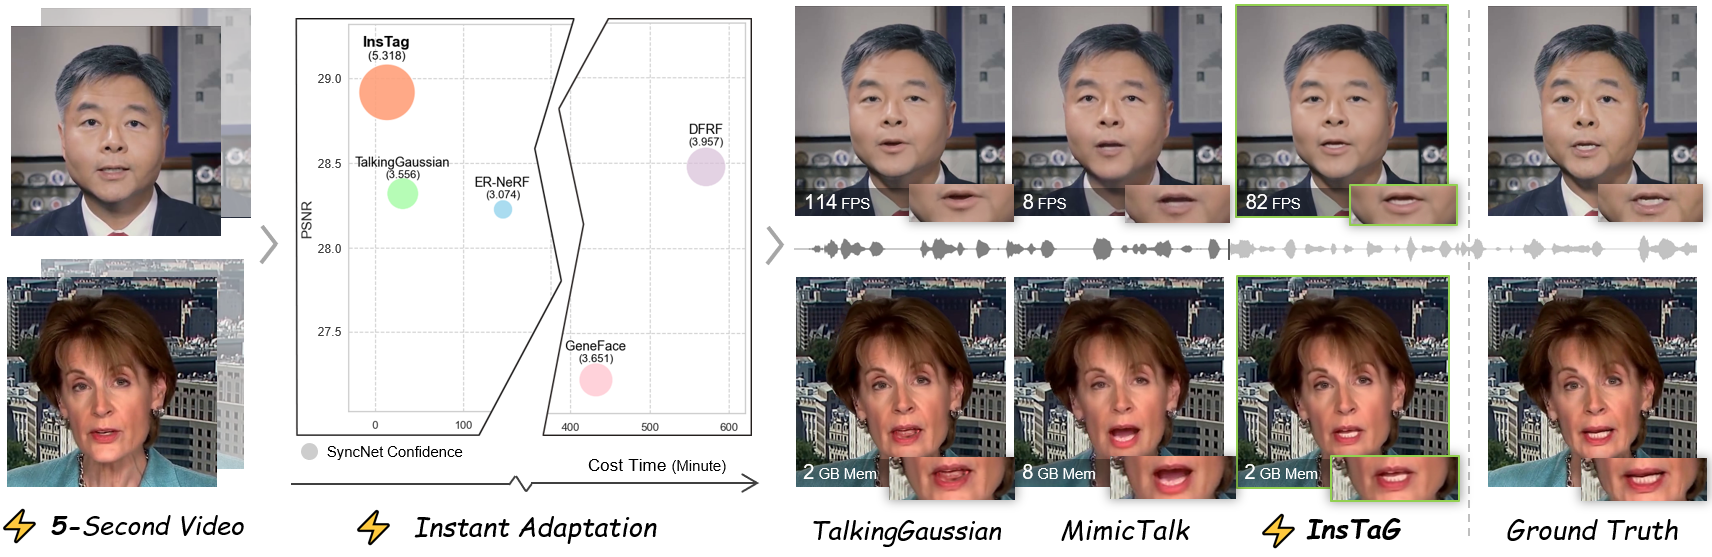 InsTag
(5.318)
29.0
DFRF
(3.957)
TalkingGaussian
(3.556)
28.5
ER-NeRF
(3.074)
PSNR
28.0
27.5
GeneFace
(3.651)
0
100
400
500
600
SyncNet Confidence
Cost Time (Minute)
114 FPS
8 FPS
82 FPS
2 GB Mem
8 GB Mem
2 GB Mem
5-Second Video
Instant Adaptation
TalkingGaussian
MimicTalk
InsTaG
Ground Truth